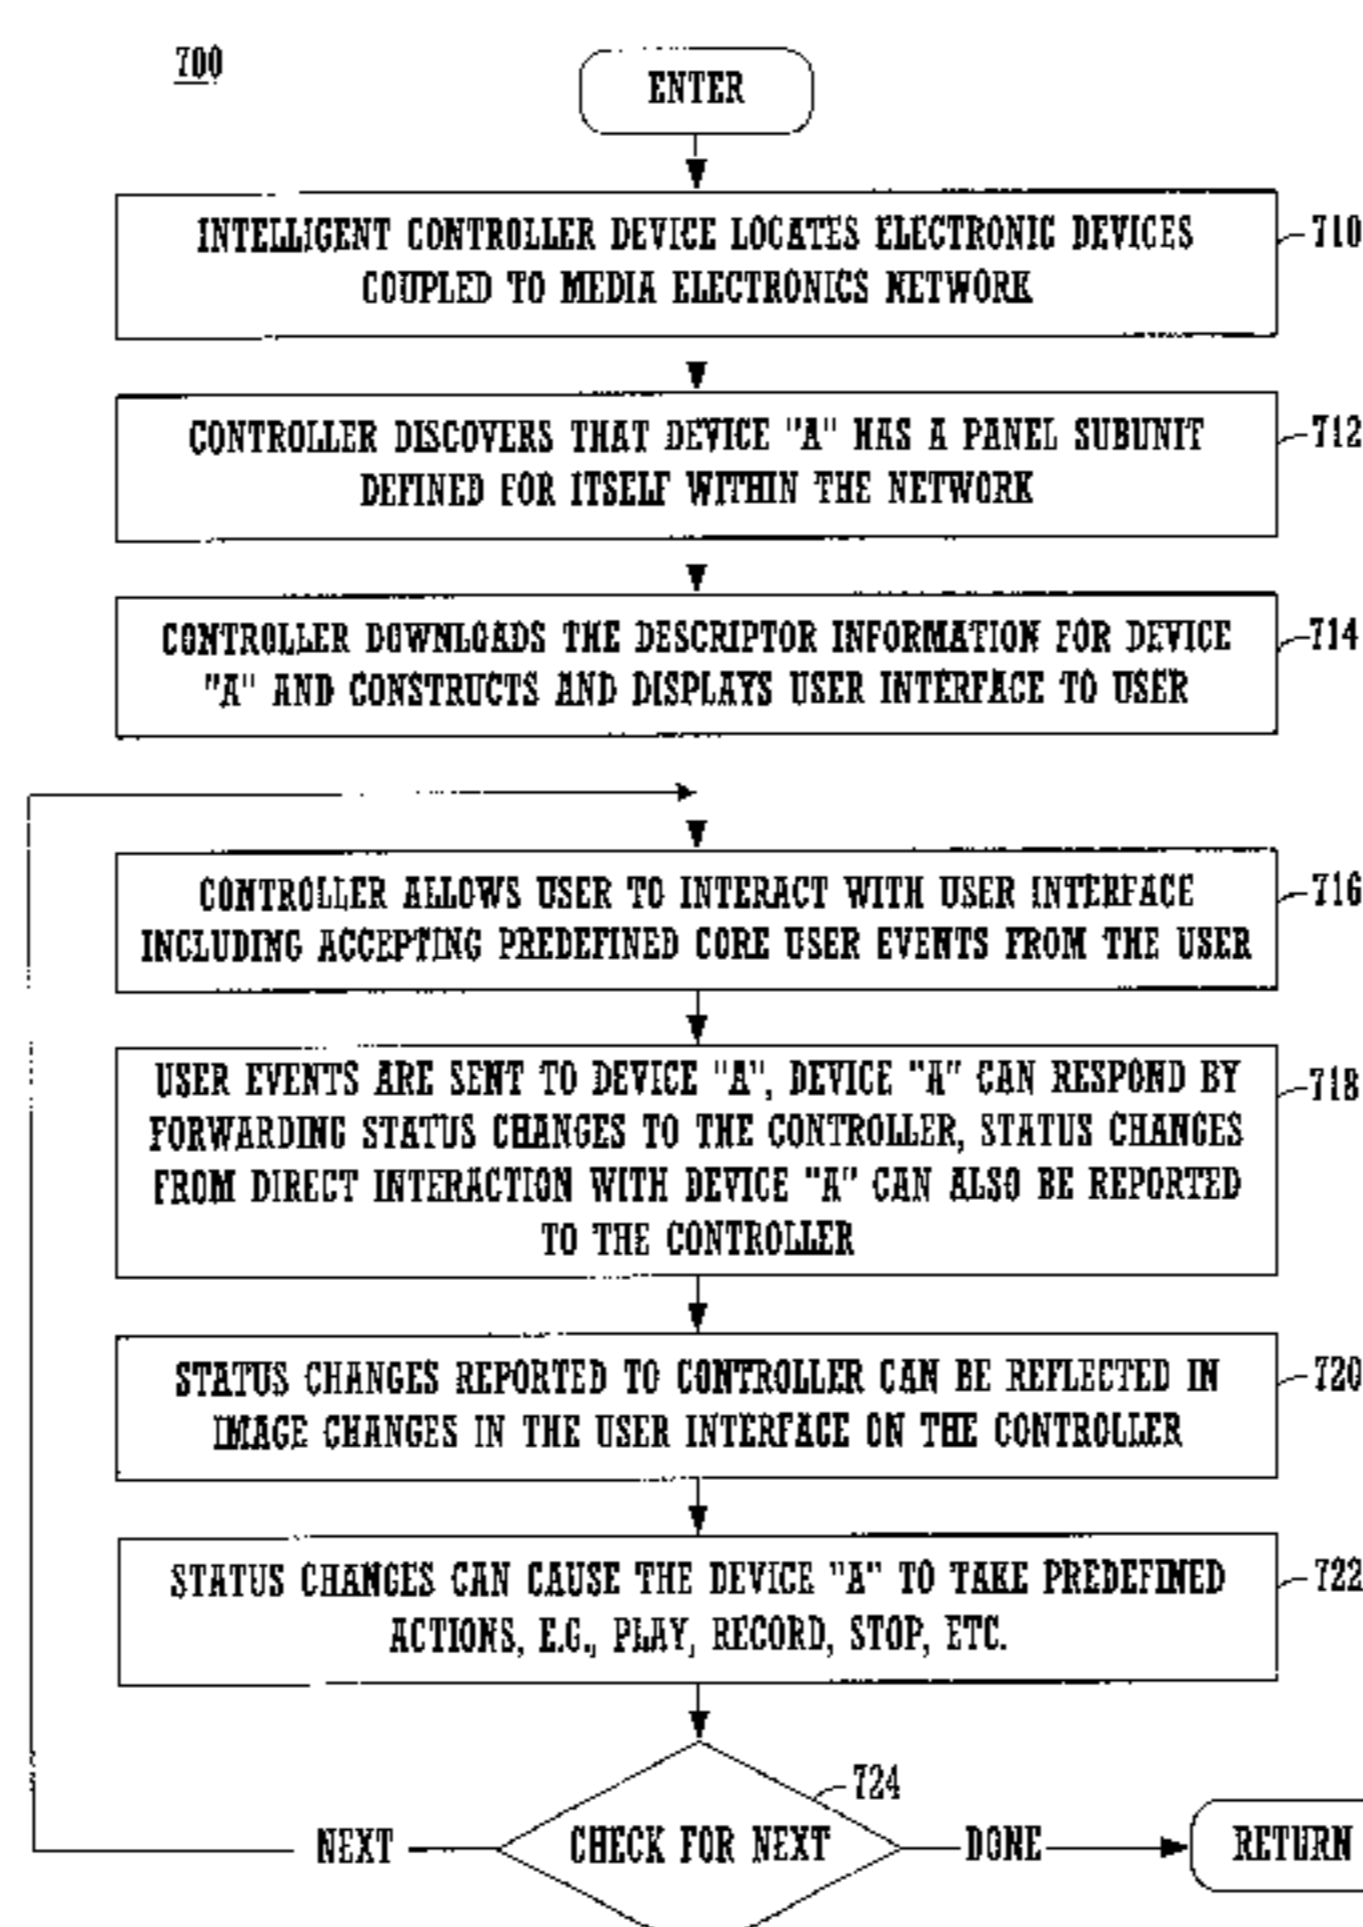 700
ENTER
INTELLIGENT CONTROLLER DEVICE LOCATES ELECTRONIC DEVICES
COUPLED TO MEDIA ELECTRONICS NETWORK
710
CONTROLLER DISCOVERS THAT DEVICE "A" HAS A PANEL SUBUNIT
DEFINED FOR ITSELF WITHIN THE NETWORK
712
CONTROLLER DOWNLOADS THE DESCRIPTOR INFORMATION FOR DEVICE
"A" AND CONSTRUCTS AND DISPLAYS USER INTERFACE TO USER
714
CONTROLLER ALLOWS USER TO INTERACT WITH USER INTERFACE
INCLUDING ACCEPTING PREDEFINED CORE USER EVENTS FROM THE USER
716
USER EVENTS ARE SENT TO DEVICE "A", DEVICE "A" CAN RESPOND BY
FORWARDING STATUS CHANGES TO THE CONTROLLER, STATUS CHANGES
FROM DIRECT INTERACTION WITH DEVICE "A" CAN ALSO BE REPORTED
TO THE CONTROLLER
718
STATUS CHANGES REPORTED TO CONTROLLER CAN BE REFLECTED IN
IMAGE CHANGES IN THE USER INTERFACE ON THE CONTROLLER
720
STATUS CHANGES CAN CAUSE THE DEVICE "A" TO TAKE PREDEFINED
ACTIONS, E.G., PLAY, RECORD, STOP, ETC.
722
724
NEXT
CHECK FOR NEXT
DONE
RETURN